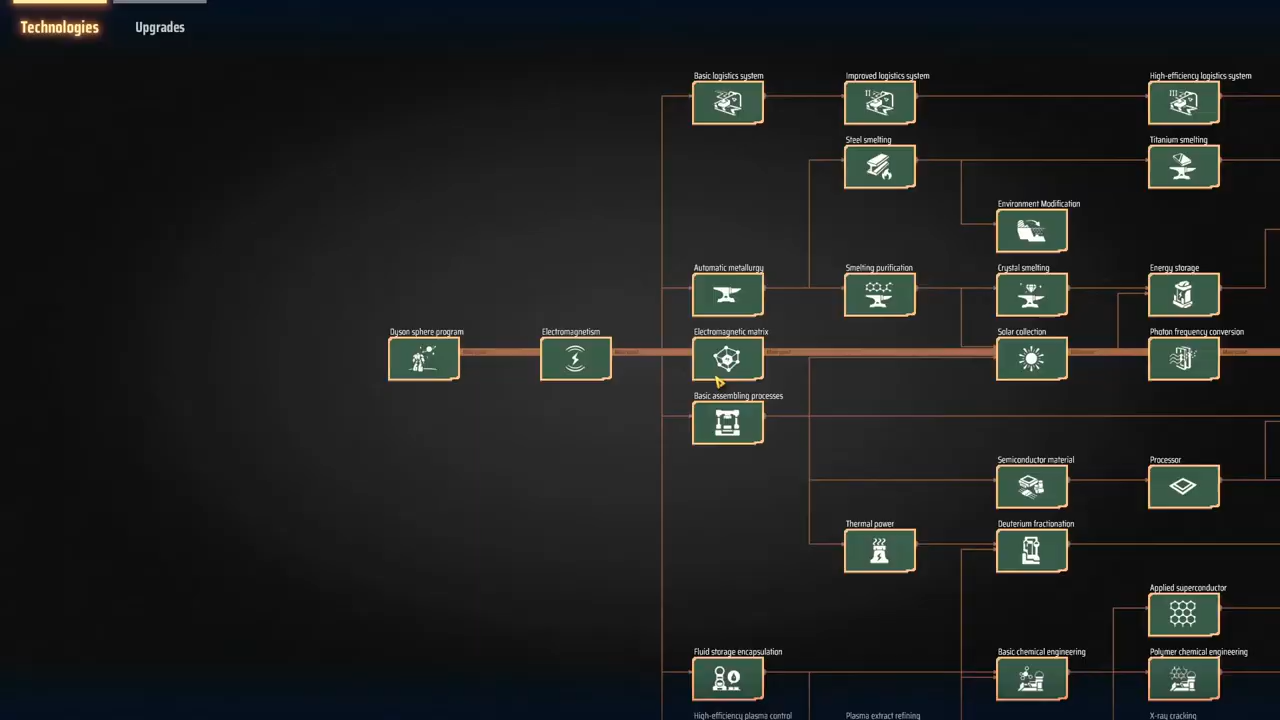 Technologies
Upgrades
Basic logistics system
Improved logistics system
High-efficiency logistics system
Steel smelting
Titanium smelting
Environment Modification
Automatic metallurgy
Smelting purification
Crystal smelting
Energy storage
Dyson sphere program
Electromagnetism
Electromagnetic matrix
Solar collection
Photon frequency conversion
Basic assembling processes
Semiconductor material
Processor
Thermal power
Deuterium fractionation
Applied superconductor
Fluid storage encapsulation
Basic chemical engineering
Polymer chemical engineering
High-efficiency plasma control
Plasma extract refining
X-ray cracking